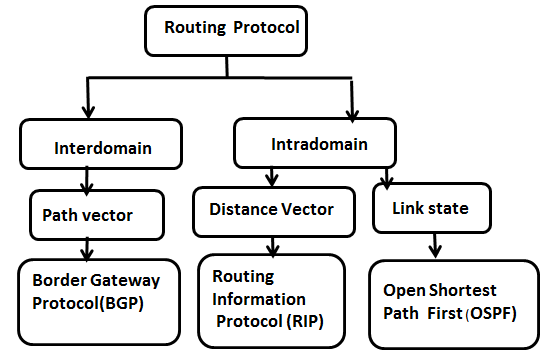 Routing Protocol
Interdomain
Intradomain
Path vector
Distance Vector
Link state
Border Gateway
Protocol(BGP)
Routing
Information
Protocol (RIP)
Open Shortest
Path First (OSPF)